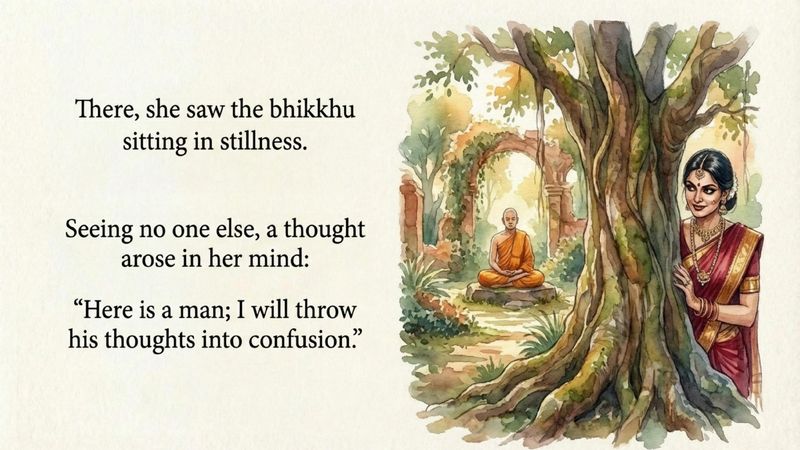 There, she saw the bhikkhu
sitting in stillness.
Seeing no one else, a thought
arose in her mind:
“Here is a man; I will throw
his thoughts into confusion.”